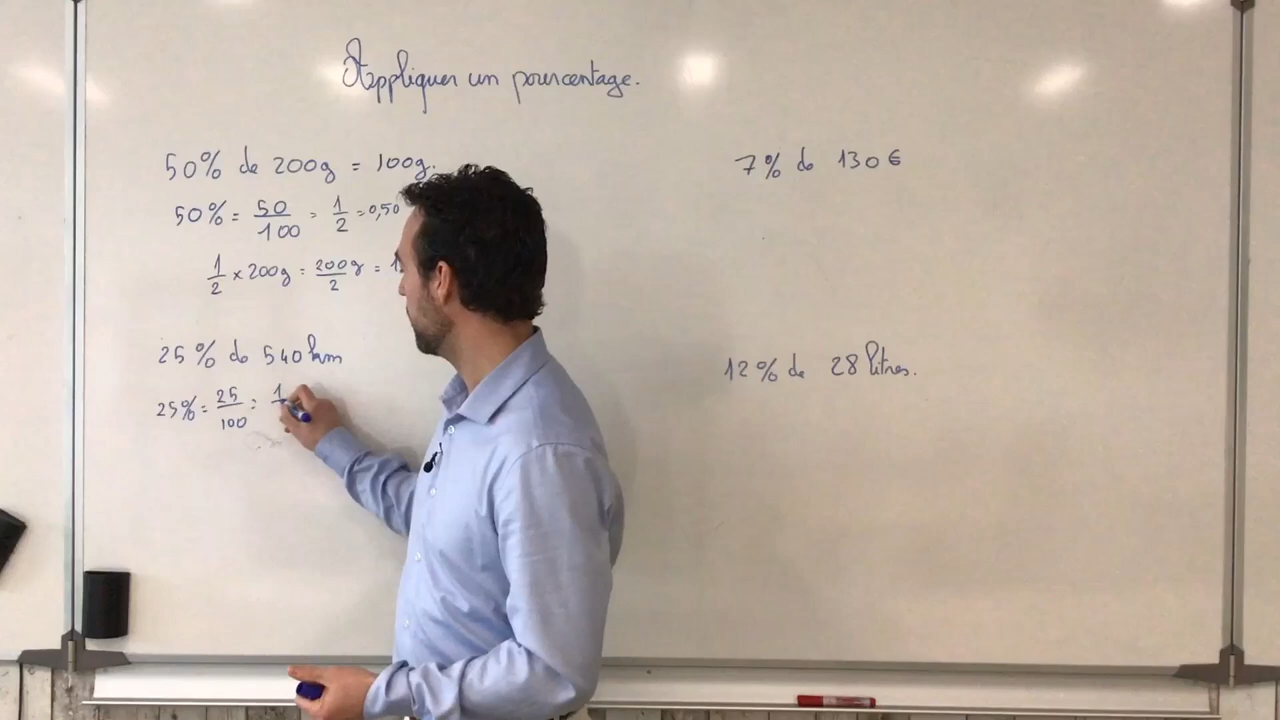 Appliquer un pourcentage.
50% de 200g = 100g.
50% = 50/100 = 1/2 = 0,50
1/2 × 200g = 200g/2 = 1
25% de 540 km
25% = 25/100 = 1
7% de 130 €
12% de 28 litres.